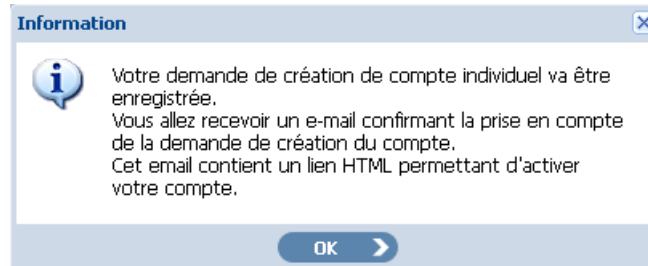 Information
Votre demande de création de compte individuel va être
enregistrée.
Vous allez recevoir un e-mail confirmant la prise en compte
de la demande de création du compte.
Cet email contient un lien HTML permettant d'activer
votre compte.
OK